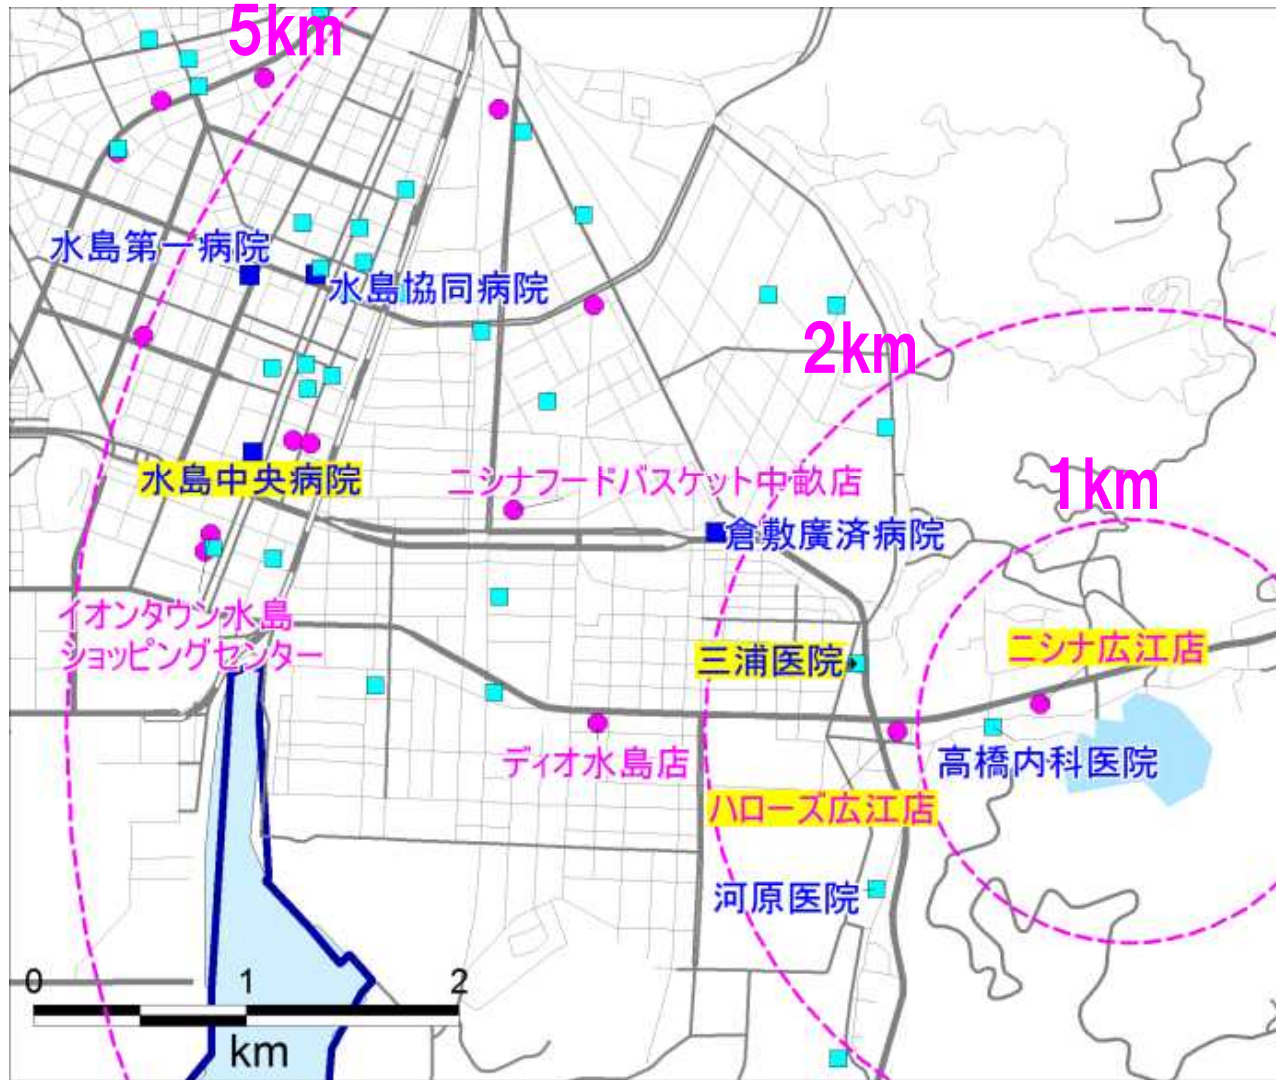 5km
水島第一病院
水島協同病院
2km
水島中央病院
ニシナフードバスケット中畝店
1km
倉敷廣済病院
イオンタウン水島
ショッピングセンター
三浦医院
ニシナ広江店
ディオ水島店
高橋内科医院
ハローズ広江店
河原医院
0 1 2
km